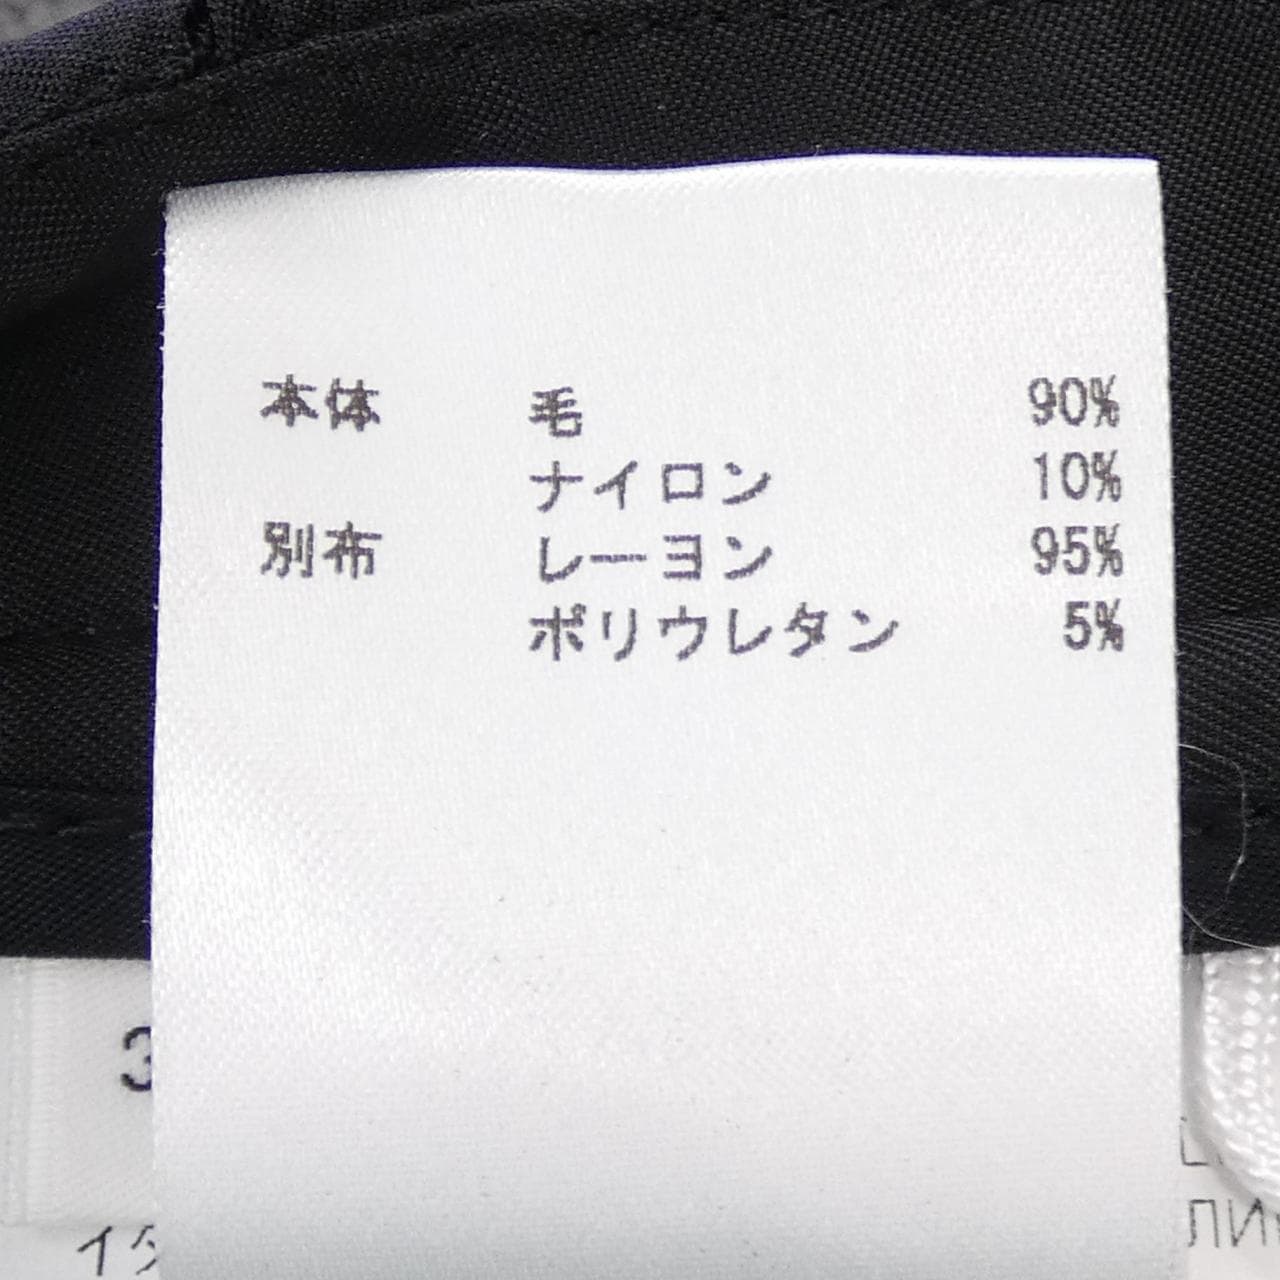 本体 毛 90%
ナイロン 10%
別布 レーヨン 95%
ポリウレタン 5%